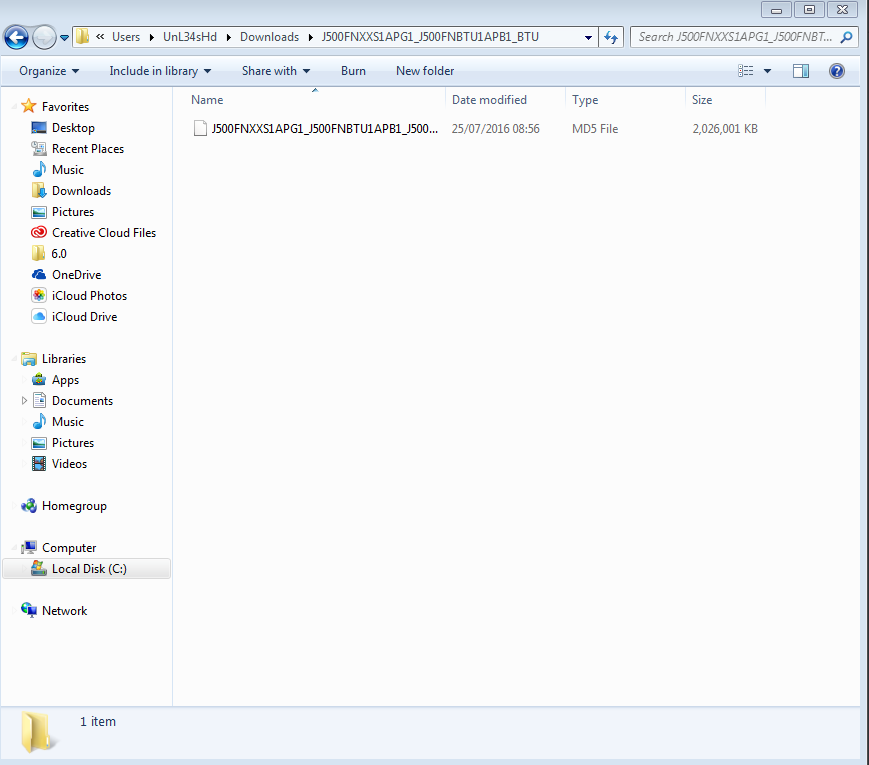 « Users UnL34sHd Downloads J500FNXXS1APG1_J500FNBTU1APB1_BTU
Search J500FNXXS1APG1_J500FNBT...
Organize Include in library Share with Burn New folder
Name Date modified Type Size
J500FNXXS1APG1_J500FNBTU1APB1_J500... 25/07/2016 08:56 MD5 File 2,026,001 KB
Favorites
Desktop
Recent Places
Music
Downloads
Pictures
Creative Cloud Files
6.0
OneDrive
iCloud Photos
iCloud Drive
Libraries
Apps
Documents
Music
Pictures
Videos
Homegroup
Computer
Local Disk (C:)
Network
1 item